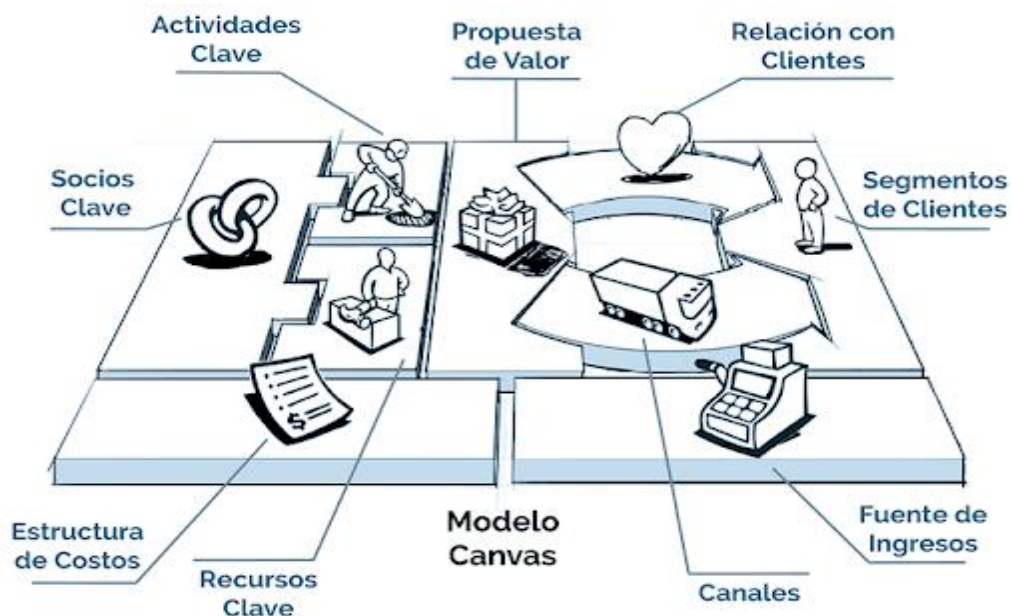 Actividades
Clave
Propuesta
de Valor
Relación con
Clientes
Socios
Clave
Segmentos
de Clientes
Estructura
de Costos
Recursos
Clave
Modelo
Canvas
Canales
Fuente de
Ingresos